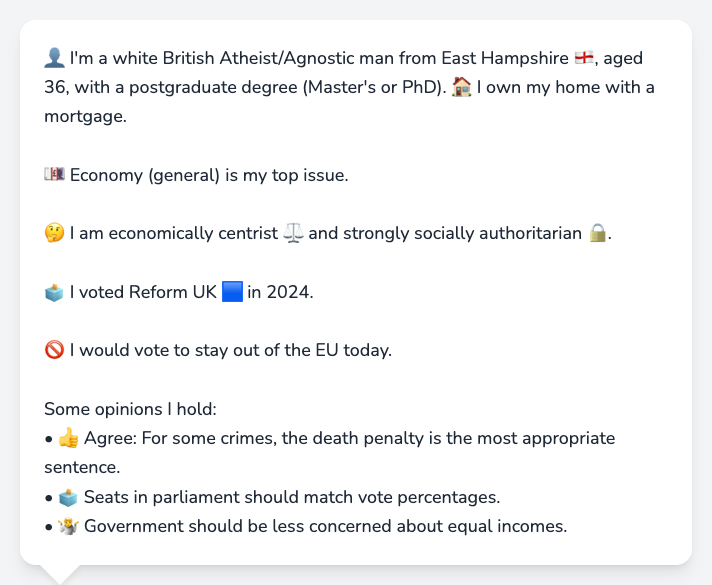 👤 I'm a white British Atheist/Agnostic man from East Hampshire 🏴󠁧󠁢󠁥󠁮󠁧󠁿, aged
36, with a postgraduate degree (Master's or PhD). 🏠 I own my home with a
mortgage.
💷 Economy (general) is my top issue.
🤔 I am economically centrist ⚖️ and strongly socially authoritarian 🔒.
🗳️ I voted Reform UK 🟦 in 2024.
🚫 I would vote to stay out of the EU today.
Some opinions I hold:
• 👍 Agree: For some crimes, the death penalty is the most appropriate
sentence.
• 🗳️ Seats in parliament should match vote percentages.
• 🤷 Government should be less concerned about equal incomes.